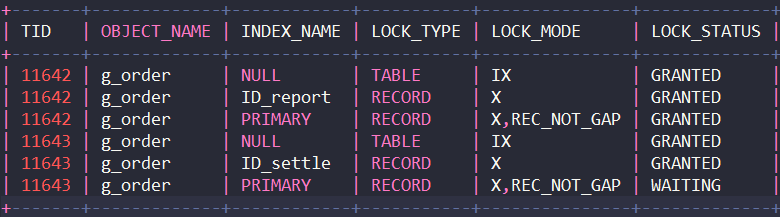 | TID | OBJECT_NAME | INDEX_NAME | LOCK_TYPE | LOCK_MODE | LOCK_STATUS |
| 11642 | g_order | NULL | TABLE | IX | GRANTED |
| 11642 | g_order | ID_report | RECORD | X | GRANTED |
| 11642 | g_order | PRIMARY | RECORD | X,REC_NOT_GAP | GRANTED |
| 11643 | g_order | NULL | TABLE | IX | GRANTED |
| 11643 | g_order | ID_settle | RECORD | X | GRANTED |
| 11643 | g_order | PRIMARY | RECORD | X,REC_NOT_GAP | WAITING |